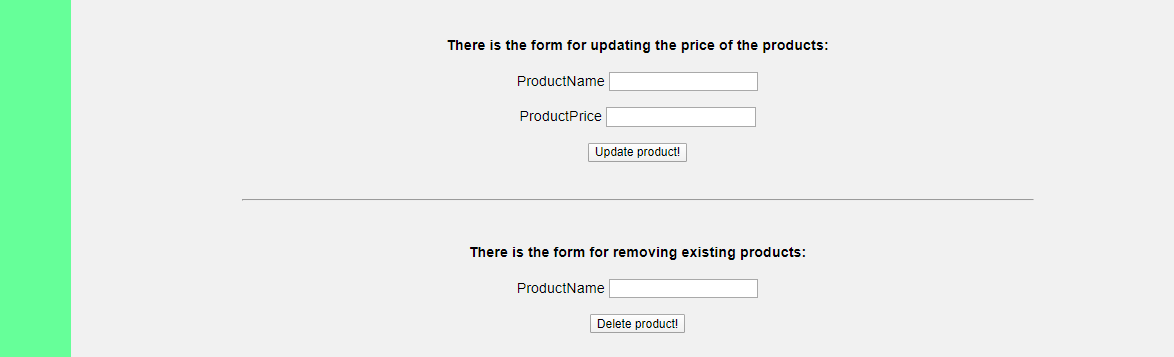 There is the form for updating the price of the products:
ProductName
ProductPrice
Update product!
There is the form for removing existing products:
ProductName
Delete product!